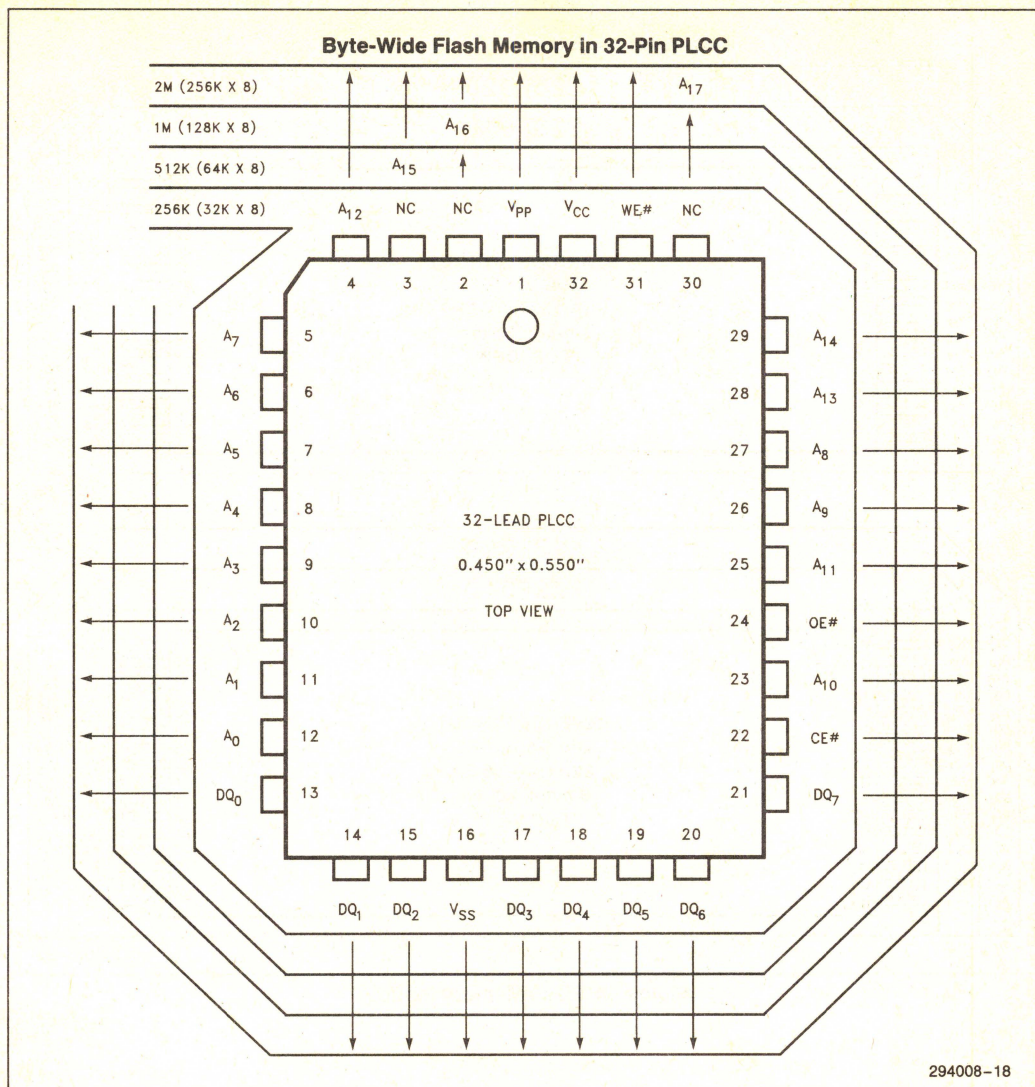 Byte-Wide Flash Memory in 32-Pin PLCC
2M (256K X 8) A17
1M (128K X 8) A16
512K (64K X 8) A15
256K (32K X 8) A12 NC NC VPP VCC WE# NC
4 3 2 1 32 31 30
A7 5 29 A14
A6 6 28 A13
A5 7 27 A8
A4 8 26 A9
32-LEAD PLCC
A3 9 0.450" x 0.550" 25 A11
TOP VIEW
A2 10 24 OE#
A1 11 23 A10
A0 12 22 CE#
DQ0 13 21 DQ7
14 15 16 17 18 19 20
DQ1 DQ2 VSS DQ3 DQ4 DQ5 DQ6
294008-18